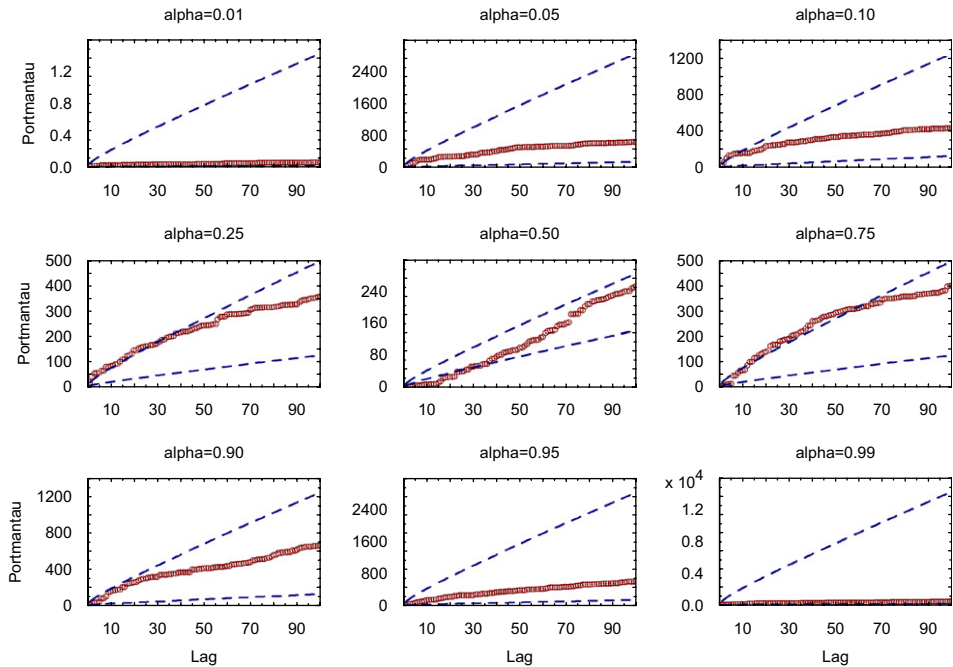 alpha=0.01 alpha=0.05 alpha=0.10
Portmantau
1.2
0.8
0.4
0.0
2400
1600
800
0
1200
800
400
0
10 30 50 70 90
10 30 50 70 90
10 30 50 70 90
alpha=0.25 alpha=0.50 alpha=0.75
Portmantau
500
400
300
200
100
0
240
160
80
0
500
400
300
200
100
0
10 30 50 70 90
10 30 50 70 90
10 30 50 70 90
alpha=0.90 alpha=0.95 alpha=0.99
Portmantau
1200
800
400
0
2400
1600
800
0
x 10^4
1.2
0.8
0.4
0.0
10 30 50 70 90
10 30 50 70 90
10 30 50 70 90
Lag Lag Lag